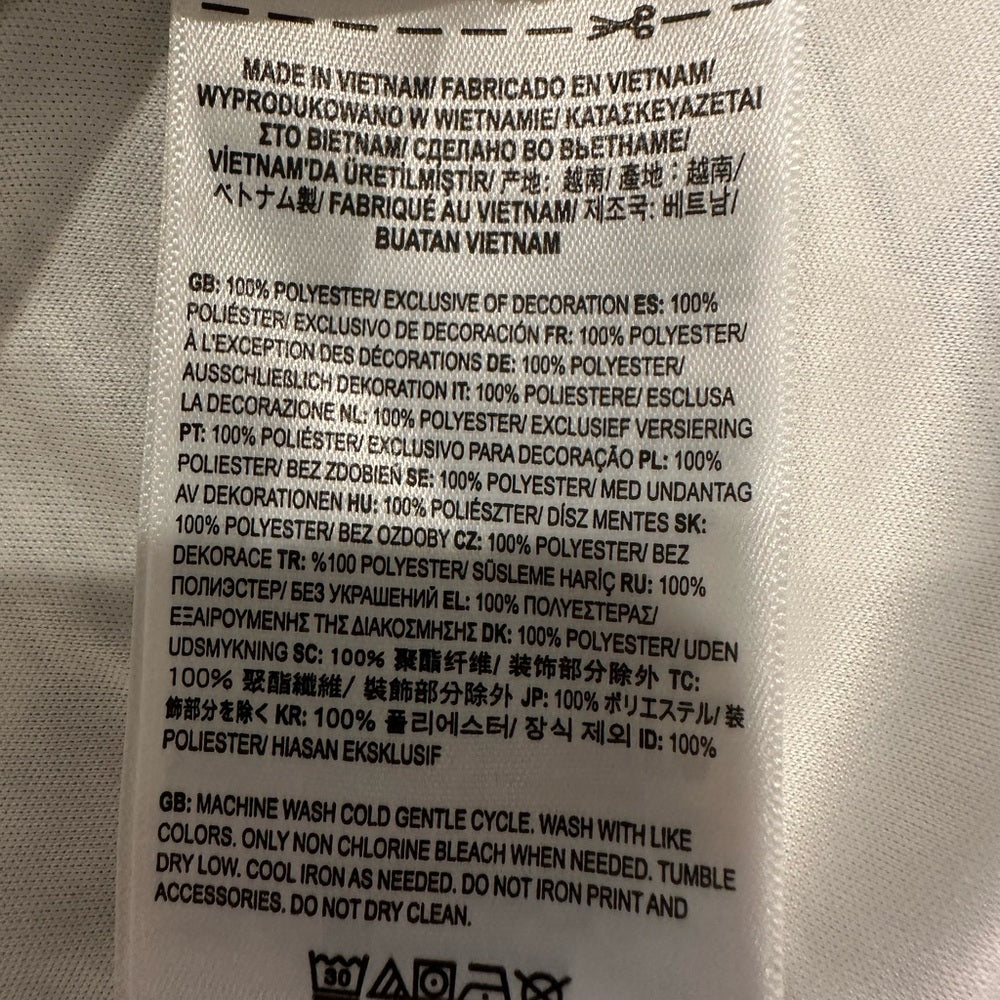 MADE IN VIETNAM/ FABRICADO EN VIETNAM/
WYPRODUKOWANO W WIETNAMIE/ ΚΑΤΑΣΚΕΥΑΖΕΤΑΙ
ΣΤΟ ΒΙΕΤΝΑΜ/ СДЕЛАНО ВО ВЬЕТНАМЕ/
VİETNAM'DA ÜRETİLMİŞTİR/ 产地: 越南/ 產地：越南/
ベトナム製/ FABRIQUÉ AU VIETNAM/ 제조국: 베트남/
BUATAN VIETNAM
GB: 100% POLYESTER/ EXCLUSIVE OF DECORATION ES: 100%
POLIÉSTER/ EXCLUSIVO DE DECORACIÓN FR: 100% POLYESTER/
À L'EXCEPTION DES DÉCORATIONS DE: 100% POLYESTER/
AUSSCHLIEßLICH DEKORATION IT: 100% POLIESTERE/ ESCLUSA
LA DECORAZIONE NL: 100% POLYESTER/ EXCLUSIEF VERSIERING
PT: 100% POLIÉSTER/ EXCLUSIVO PARA DECORAÇÃO PL: 100%
POLIESTER/ BEZ ZDOBIEŃ SE: 100% POLYESTER/ MED UNDANTAG
AV DEKORATIONEN HU: 100% POLIÉSZTER/ DÍSZ MENTES SK:
100% POLYESTER/ BEZ OZDOBY CZ: 100% POLYESTER/ BEZ
DEKORACE TR: %100 POLYESTER/ SÜSLEME HARİÇ RU: 100%
ПОЛИЭСТЕР/ БЕЗ УКРАШЕНИЙ EL: 100% ΠΟΛΥΕΣΤΕΡΑΣ/
ΕΞΑΙΡΟΥΜΕΝΗΣ ΤΗΣ ΔΙΑΚΟΣΜΗΣΗΣ DK: 100% POLYESTER/ UDEN
UDSMYKNING SC: 100% 聚酯纤维/ 装饰部分除外 TC:
100% 聚酯纖維/ 裝飾部分除外 JP: 100% ポリエステル/ 装
飾部分を除く KR: 100% 폴리에스터/ 장식 제외 ID: 100%
POLIESTER/ HIASAN EKSKLUSIF
GB: MACHINE WASH COLD GENTLE CYCLE. WASH WITH LIKE
COLORS. ONLY NON CHLORINE BLEACH WHEN NEEDED. TUMBLE
DRY LOW. COOL IRON AS NEEDED. DO NOT IRON PRINT AND
ACCESSORIES. DO NOT DRY CLEAN.
30